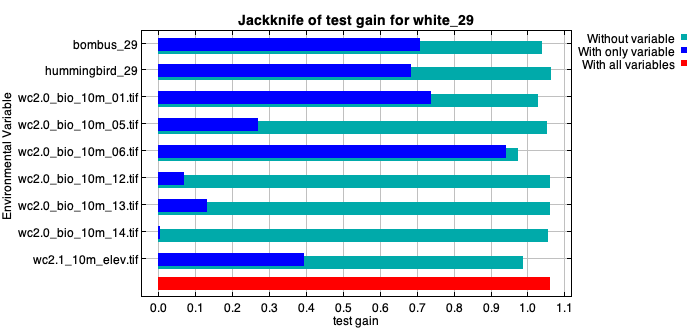 Jackknife of test gain for white_29
Without variable
With only variable
With all variables
Environmental Variable
bombus_29
hummingbird_29
wc2.0_bio_10m_01.tif
wc2.0_bio_10m_05.tif
wc2.0_bio_10m_06.tif
wc2.0_bio_10m_12.tif
wc2.0_bio_10m_13.tif
wc2.0_bio_10m_14.tif
wc2.1_10m_elev.tif
0.0 0.1 0.2 0.3 0.4 0.5 0.6 0.7 0.8 0.9 1.0 1.1
test gain